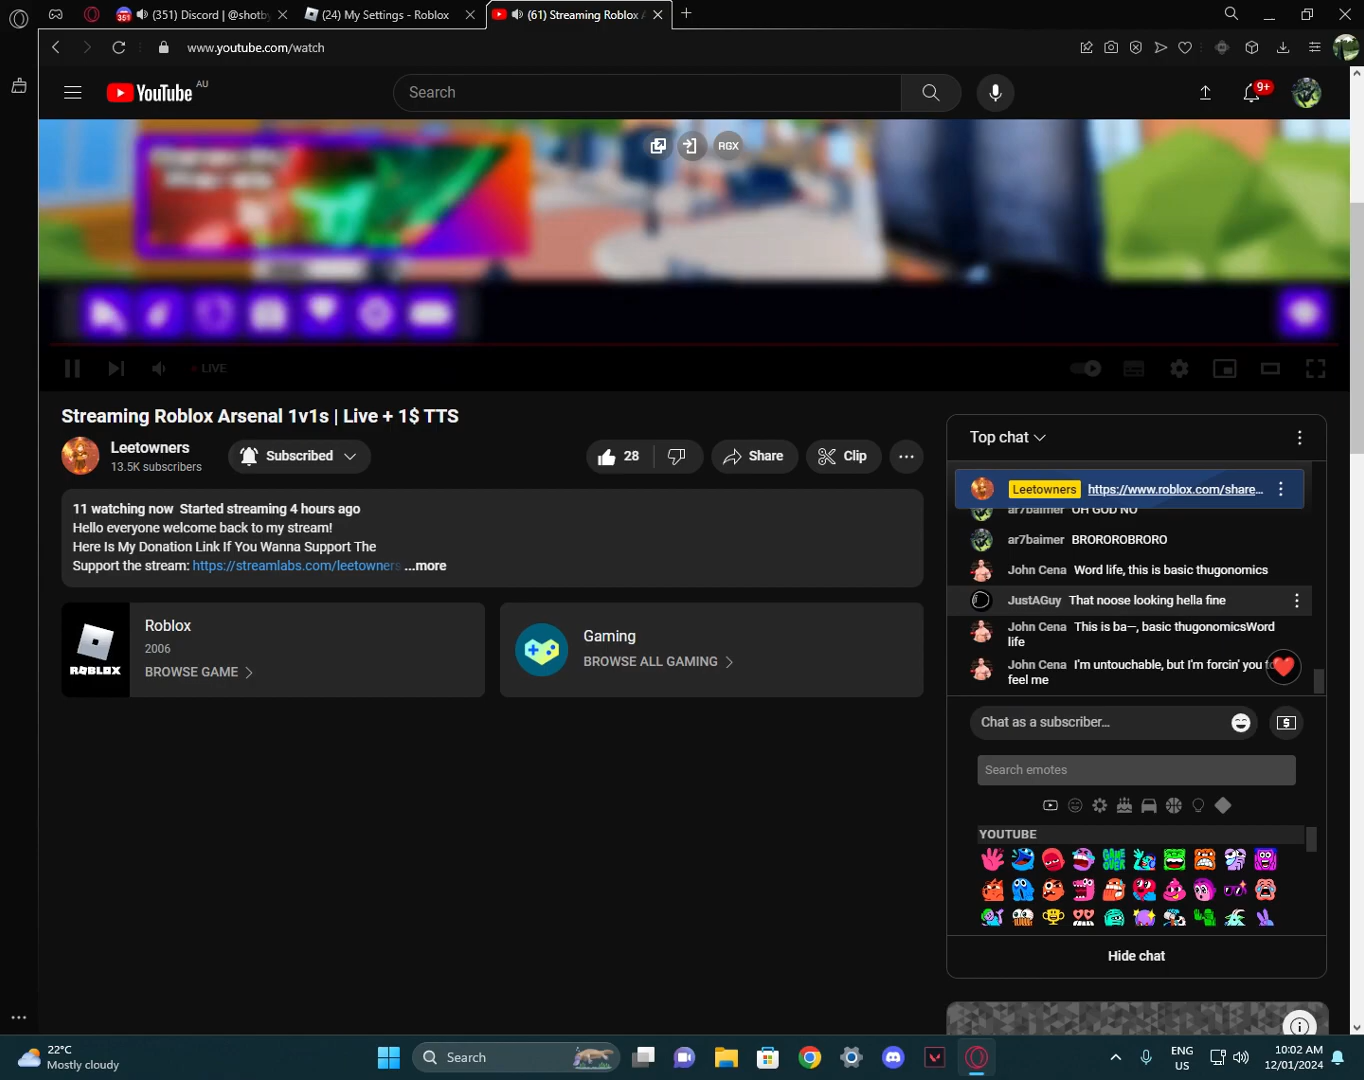 (351) Discord | @shotby
(24) My Settings - Roblox
(61) Streaming Roblox A
351
www.youtube.com/watch
YouTube AU
Search
9+
RGX
LIVE
Streaming Roblox Arsenal 1v1s | Live + 1$ TTS
Leetowners
13.5K subscribers
Subscribed
28
Share
Clip
11 watching now Started streaming 4 hours ago
Hello everyone welcome back to my stream!
Here Is My Donation Link If You Wanna Support The
Support the stream: https://streamlabs.com/leetowners ...more
ROBLOX
Roblox
2006
BROWSE GAME
Gaming
BROWSE ALL GAMING
Top chat
Leetowners https://www.roblox.com/share...
ar7baimer OH GOD NO
ar7baimer BROROROBRORO
John Cena Word life, this is basic thugonomics
JustAGuy That noose looking hella fine
John Cena This is ba—, basic thugonomicsWord
life
John Cena I'm untouchable, but I'm forcin' you
feel me
Chat as a subscriber...
Search emotes
YOUTUBE
GAME OVER
Hide chat
22°C
Mostly cloudy
Search
ENG
US
10:02 AM
12/01/2024